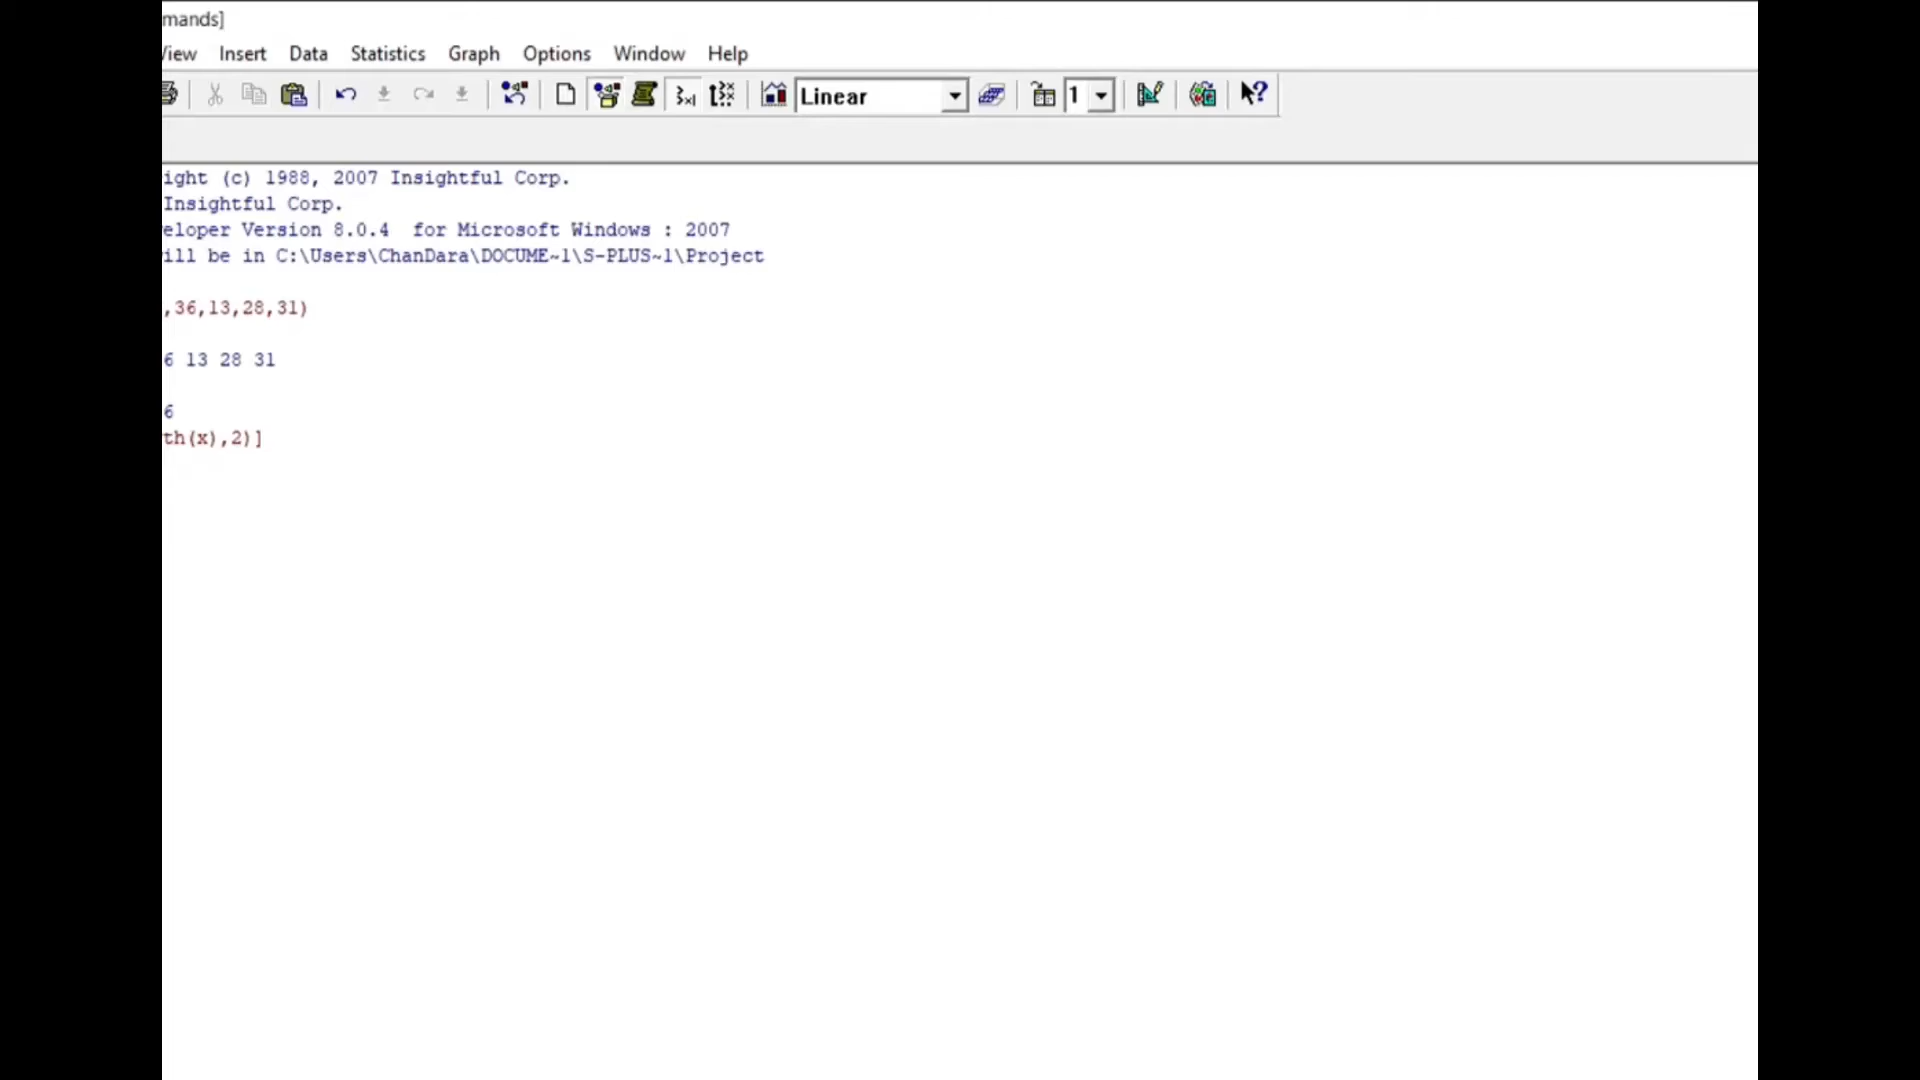 mands]
View Insert Data Statistics Graph Options Window Help
Linear 1
ight (c) 1988, 2007 Insightful Corp.
Insightful Corp.
eloper Version 8.0.4 for Microsoft Windows : 2007
ill be in C:\Users\ChanDara\DOCUME~1\S-PLUS~1\Project
,36,13,28,31)
6 13 28 31
6
th(x),2)]